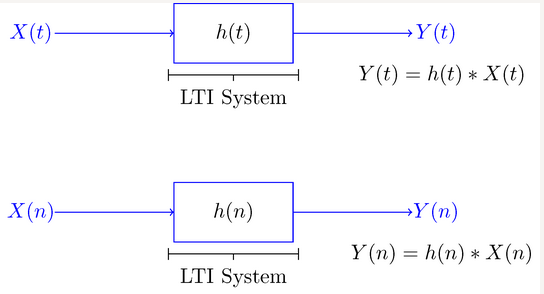 X(t) h(t) Y(t)
Y(t) = h(t) ∗ X(t)
LTI System
X(n) h(n) Y(n)
Y(n) = h(n) ∗ X(n)
LTI System